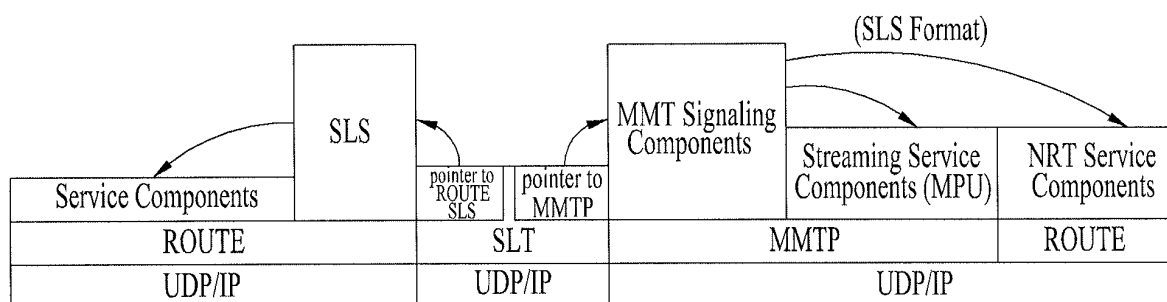 (SLS Format)
SLS
MMT Signaling
Components
Service Components
pointer to
ROUTE
SLS
pointer to
MMTP
Streaming Service
Components (MPU)
NRT Service
Components
ROUTE
SLT
MMTP
ROUTE
UDP/IP
UDP/IP
UDP/IP